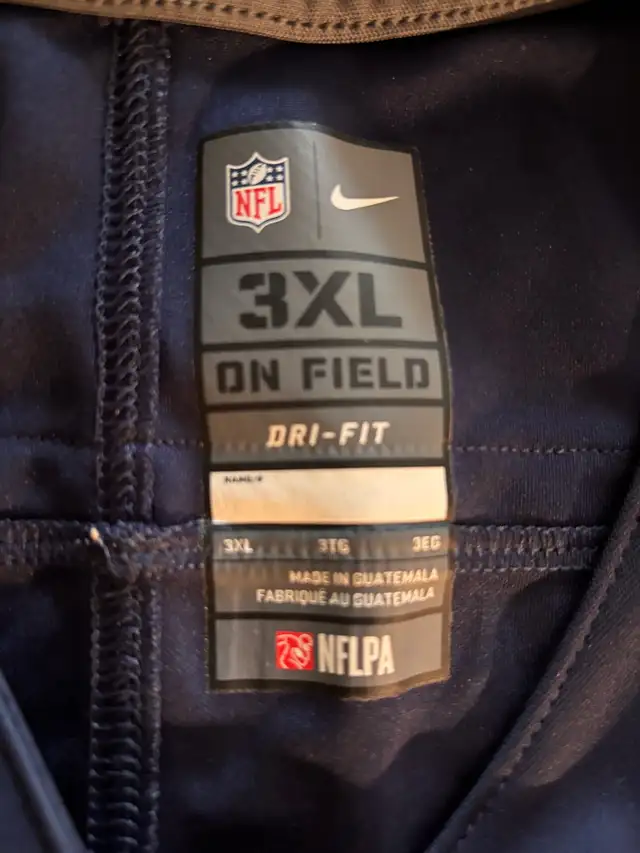 NFL
3XL
ON FIELD
DRI-FIT
NAME/#
3XL 3TG 3EG
MADE IN GUATEMALA
FABRIQUÉ AU GUATEMALA
NFLPA